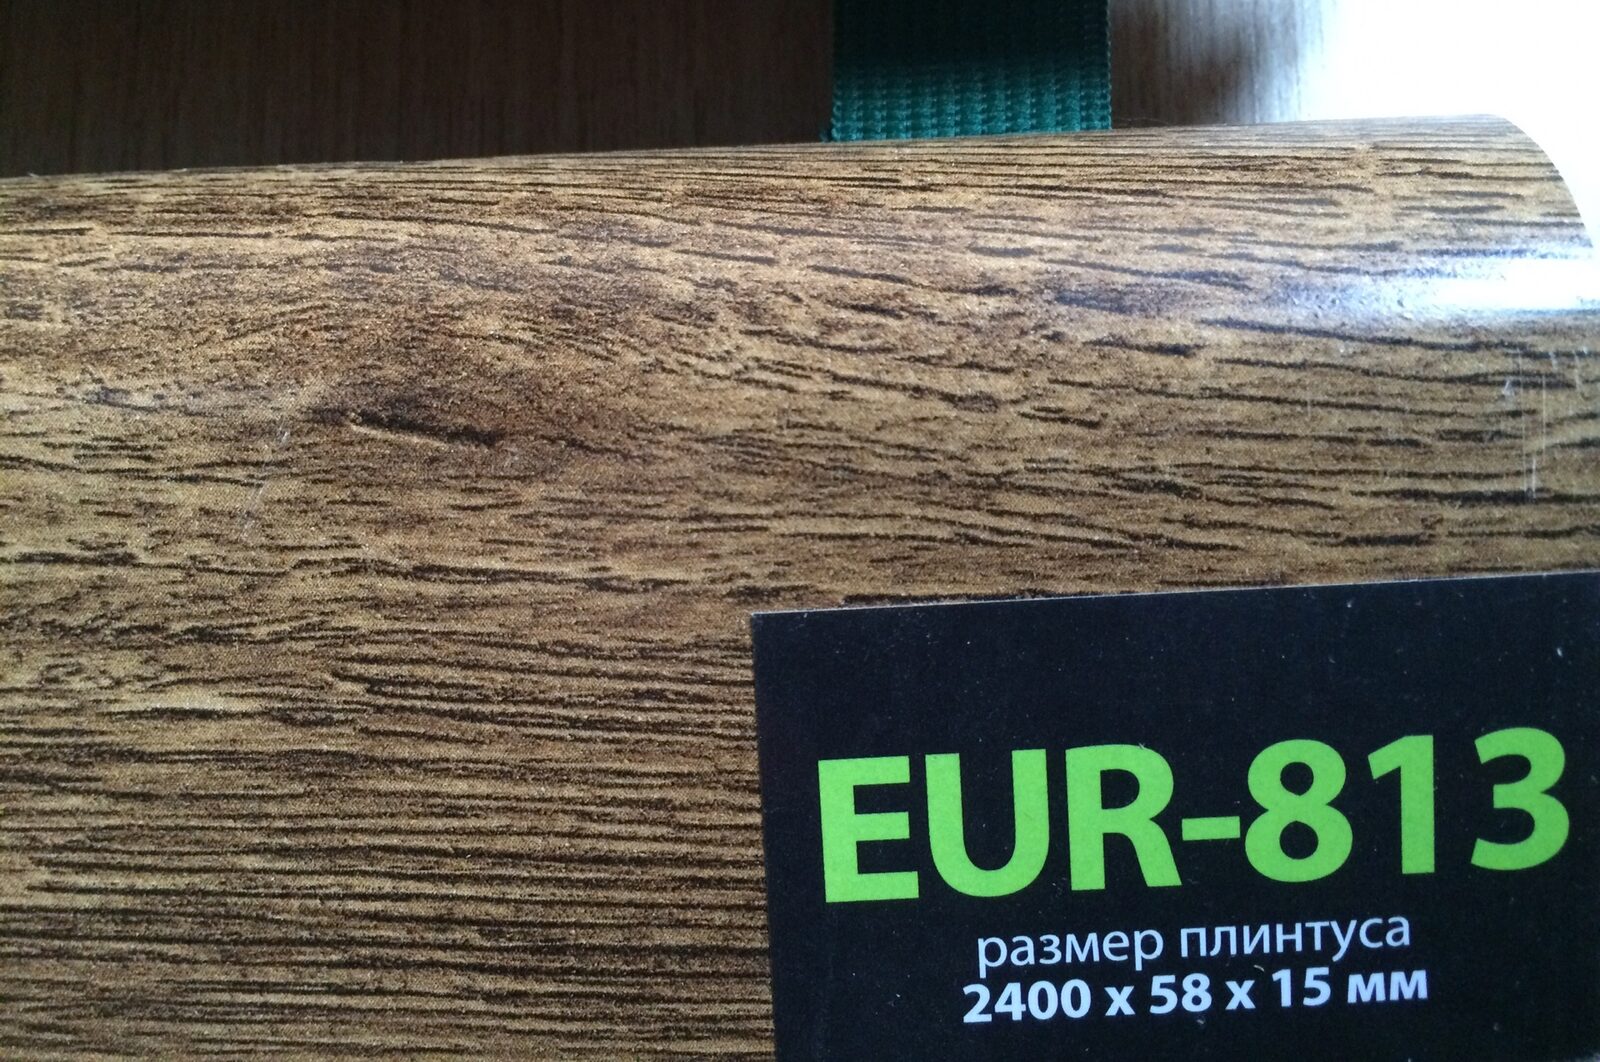 EUR-813
размер плинтуса
2400 х 58 х 15 мм